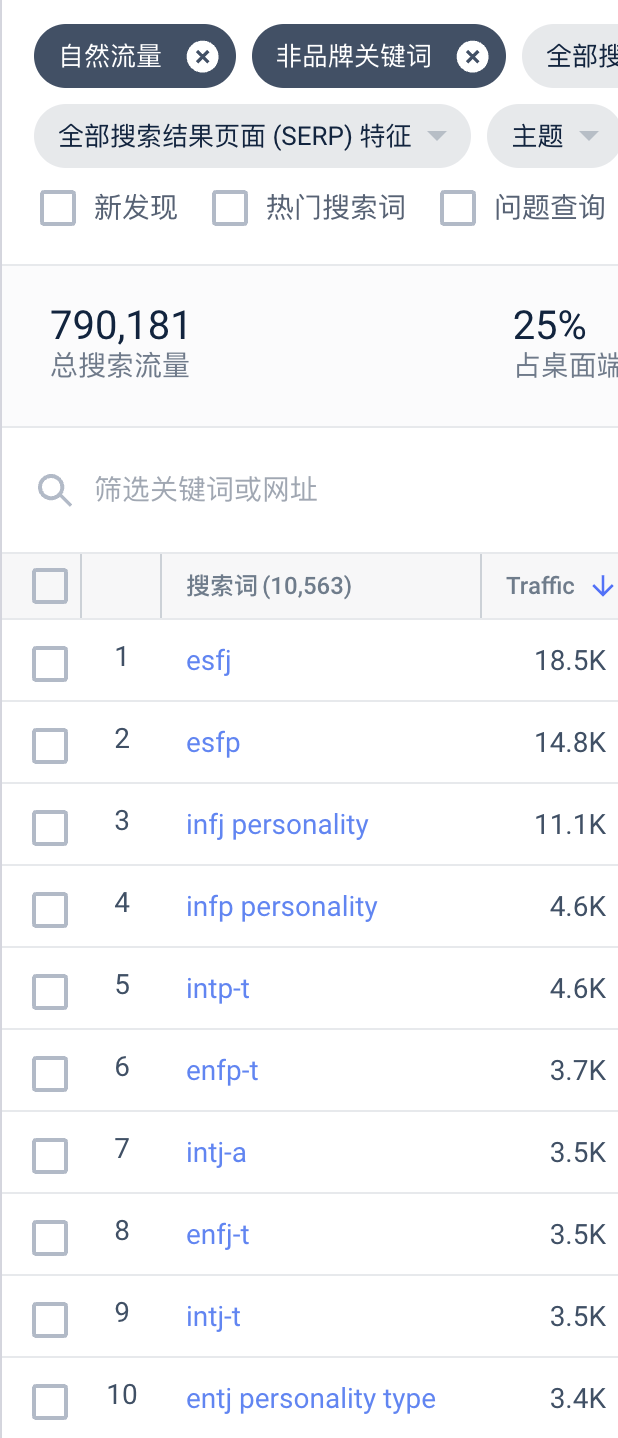 自然流量 非品牌关键词 全部搜
全部搜索结果页面 (SERP) 特征 主题
新发现 热门搜索词 问题查询
790,181 25%
总搜索流量 占桌面端
筛选关键词或网址
搜索词 (10,563) Traffic
1 esfj 18.5K
2 esfp 14.8K
3 infj personality 11.1K
4 infp personality 4.6K
5 intp-t 4.6K
6 enfp-t 3.7K
7 intj-a 3.5K
8 enfj-t 3.5K
9 intj-t 3.5K
10 entj personality type 3.4K